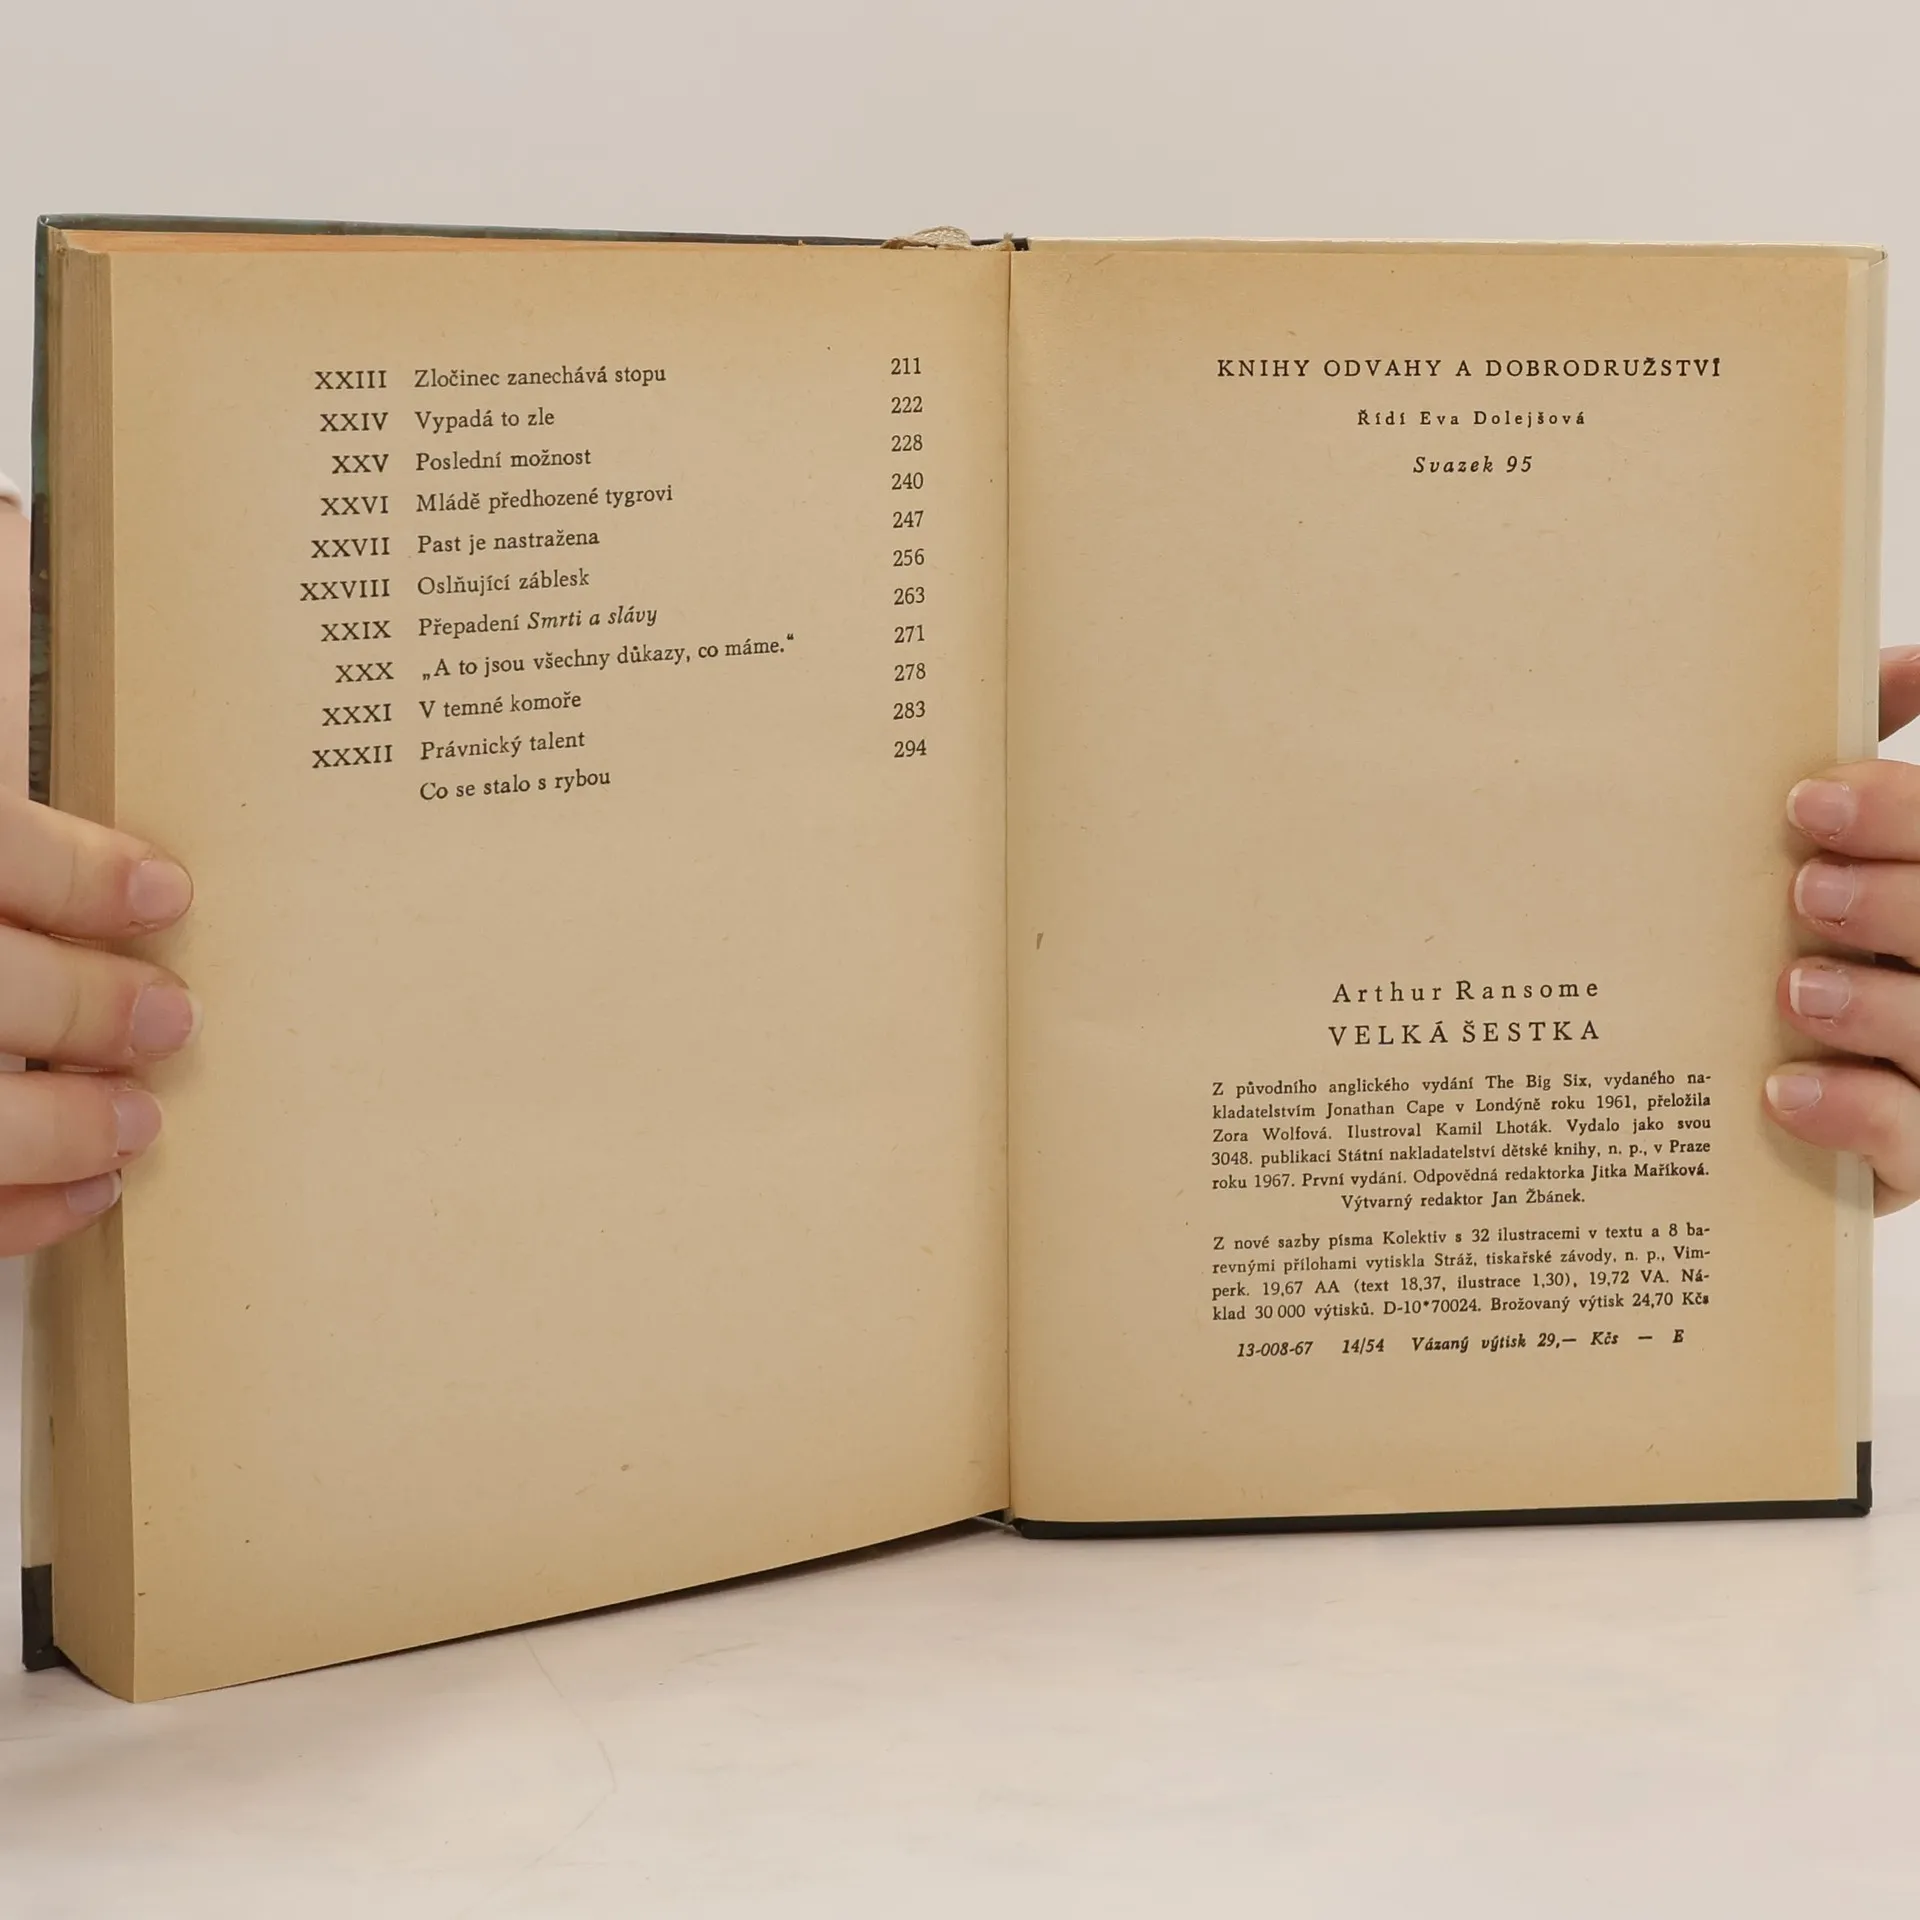 XXIII Zločinec zanechává stopu 211
XXIV Vypadá to zle 222
XXV Poslední možnost 228
XXVI Mládě předhozené tygrovi 240
XXVII Past je nastražena 247
XXVIII Oslňující záblesk 256
XXIX Přepadení Smrti a slávy 263
XXX „A to jsou všechny důkazy, co máme.“ 271
XXXI V temné komoře 278
XXXII Právnický talent 283
Co se stalo s rybou 294
KNIHY ODVAHY A DOBRODRUŽSTVÍ
Řídí Eva Dolejšová
Svazek 95
Arthur Ransome
VELKÁ ŠESTKA
Z původního anglického vydání The Big Six, vydaného na-
kladatelstvím Jonathan Cape v Londýně roku 1961, přeložila
Zora Wolfová. Ilustroval Kamil Lhoták. Vydalo jako svou
3048. publikaci Státní nakladatelství dětské knihy, n. p., v Praze
roku 1967. První vydání. Odpovědná redaktorka Jitka Maříková.
Výtvarný redaktor Jan Žbánek.
Z nové sazby písma Kolektiv s 32 ilustracemi v textu a 8 ba-
revnými přílohami vytiskla Stráž, tiskařské závody, n. p., Vim-
perk. 19,67 AA (text 18,37, ilustrace 1,30), 19,72 VA. Ná-
klad 30 000 výtisků. D-10*70024. Brožovaný výtisk 24,70 Kčs
13-008-67 14/54 Vázaný výtisk 29,— Kčs — E